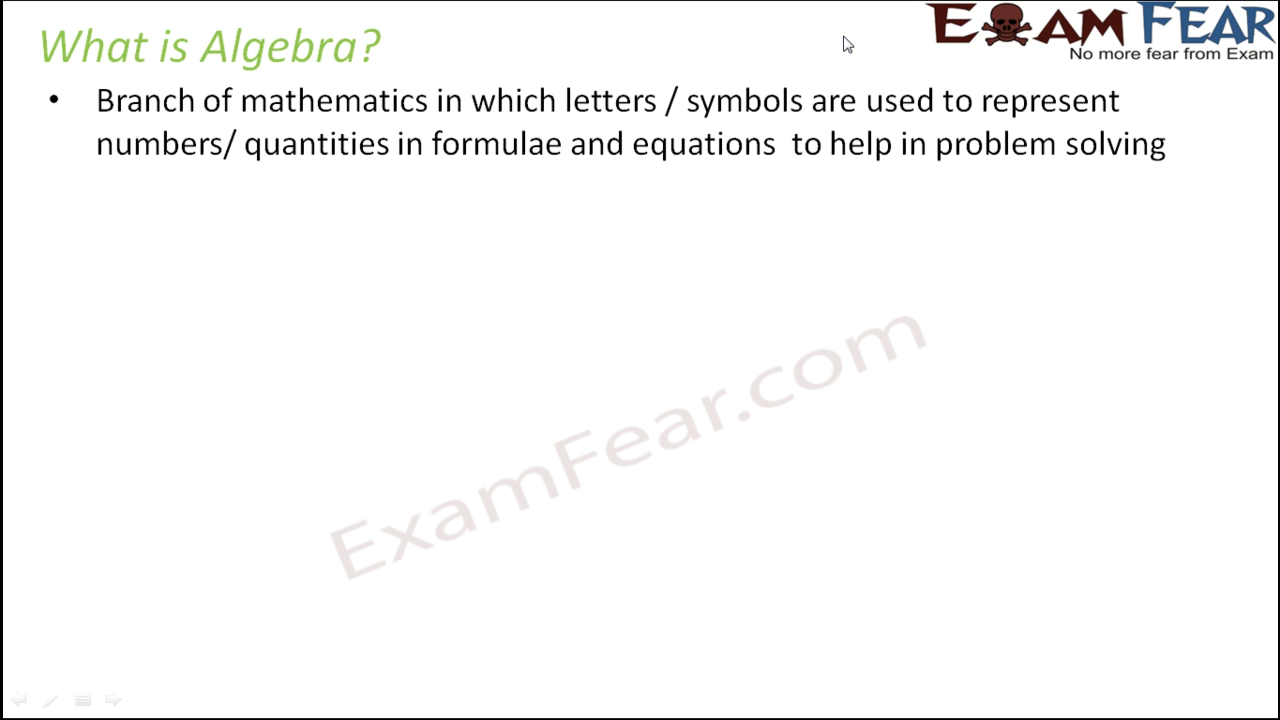 What is Algebra?
EXAM FEAR
No more fear from Exam
• Branch of mathematics in which letters / symbols are used to represent
numbers/ quantities in formulae and equations  to help in problem solving
ExamFear.com